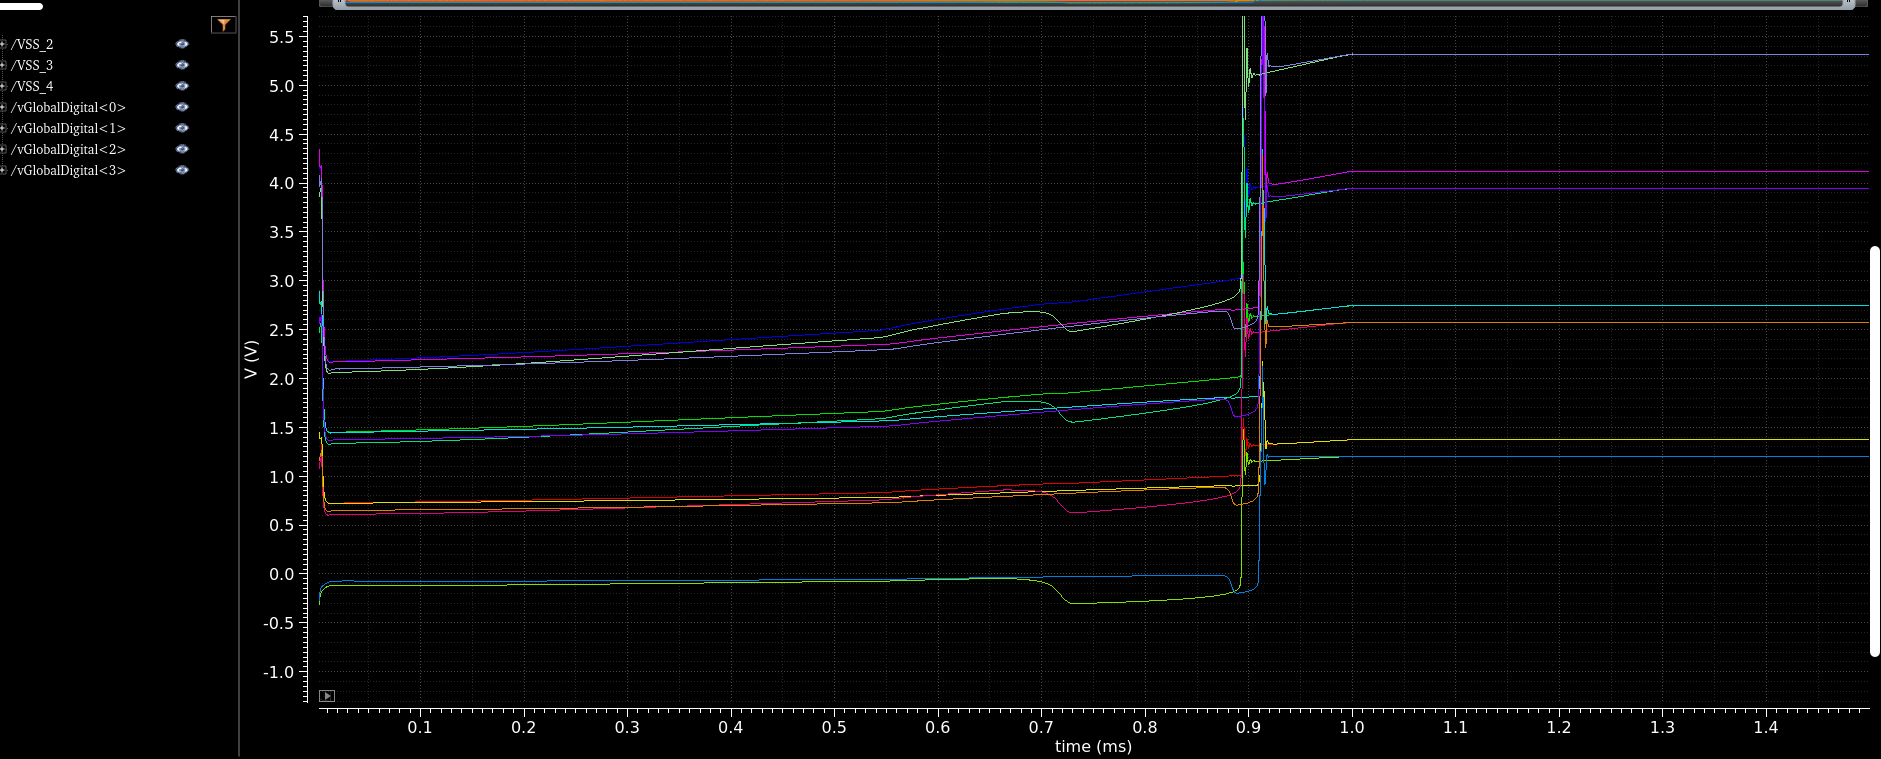 /VSS_2
/VSS_3
/VSS_4
/vGlobalDigital<0>
/vGlobalDigital<1>
/vGlobalDigital<2>
/vGlobalDigital<3>
V (V)
5.5
5.0
4.5
4.0
3.5
3.0
2.5
2.0
1.5
1.0
0.5
0.0
-0.5
-1.0
0.1 0.2 0.3 0.4 0.5 0.6 0.7 0.8 0.9 1.0 1.1 1.2 1.3 1.4
time (ms)